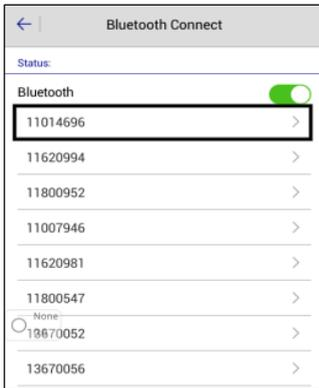 Bluetooth Connect
Status:
Bluetooth
11014696
11620994
11800952
11007946
11620981
11800547
None
13670052
13670056